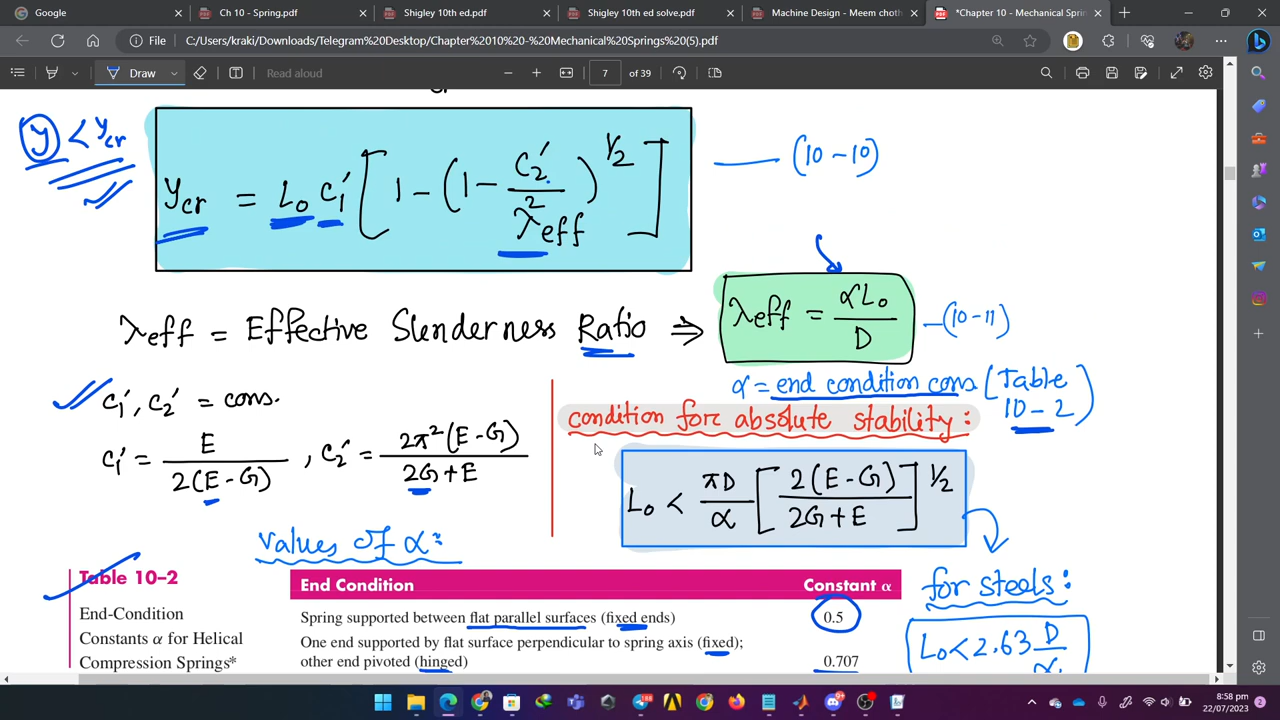 Google
Ch 10 - Spring.pdf
Shigley 10th ed.pdf
Shigley 10th ed solve.pdf
Machine Design - Meem chot
*Chapter 10 - Mechanical Sprin
File
C:/Users/kraki/Downloads/Telegram%20Desktop/Chapter%2010%20-%20Mechanical%20Springs%20(5).pdf
Draw
Read aloud
7 of 39
y < ycr
ycr = L₀ C₁' [ 1 - (1 - C₂' / λ²eff)^1/2 ]
(10-10)
λeff = Effective Slenderness Ratio ⇒ λeff = αL₀ / D
(10-11)
α = end condition cons. (Table 10-2)
C₁', C₂' = cons.
C₁' = E / 2(E-G) , C₂' = 2π²(E-G) / 2G+E
condition for absolute stability:
L₀ < πD/α [ 2(E-G) / 2G+E ]^1/2
values of α:
for steels:
L₀ < 2.63 D/α
Table 10–2
End-Condition
Constants α for Helical
Compression Springs*
End Condition Constant α
Spring supported between flat parallel surfaces (fixed ends) 0.5
One end supported by flat surface perpendicular to spring axis (fixed);
other end pivoted (hinged) 0.707
8:58 pm
22/07/2023